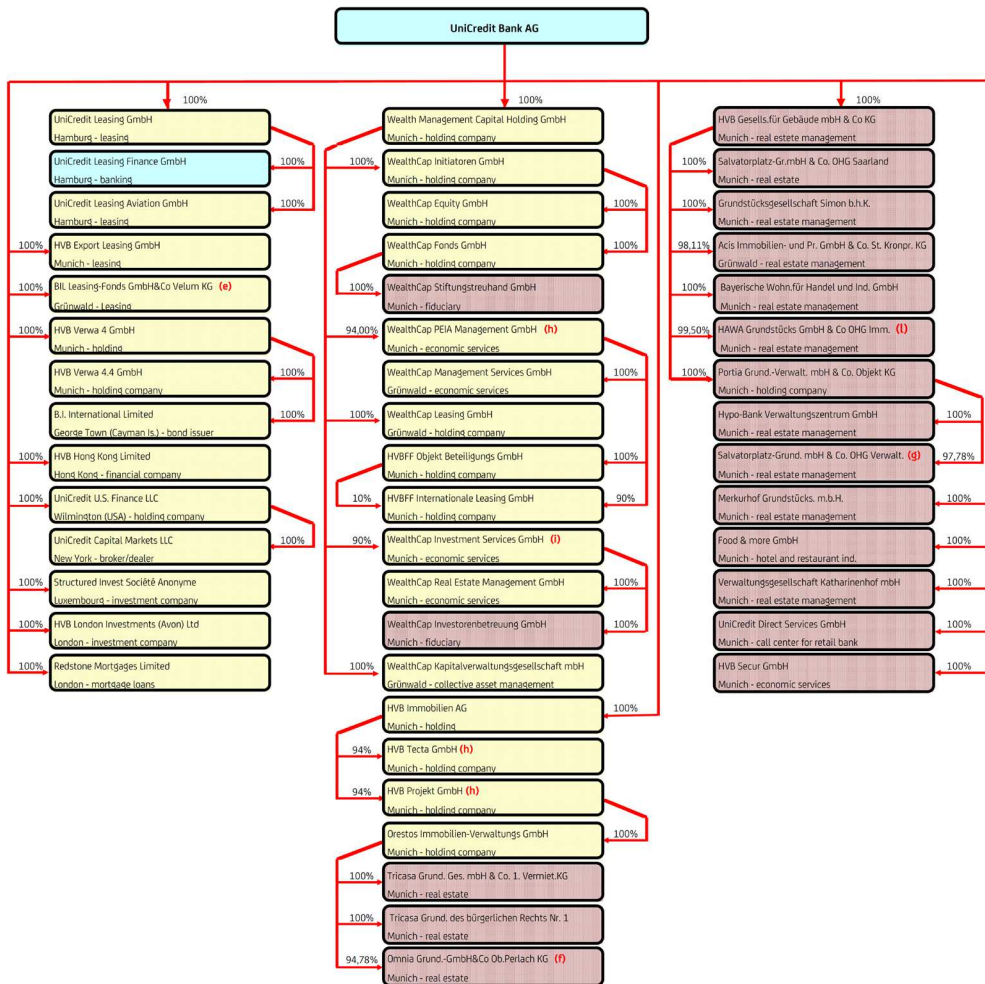 UniCredit Bank AG
100%
100%
100%
UniCredit Leasing GmbH
Hamburg - leasing
UniCredit Leasing Finance GmbH
Hamburg - banking
100%
UniCredit Leasing Aviation GmbH
Hamburg - leasing
100%
100%
HVB Export Leasing GmbH
Munich - leasing
100%
BIL Leasing-Fonds GmbH&Co Velum KG (e)
Grünwald - Leasing
100%
HVB Verwa 4 GmbH
Munich - holding
HVB Verwa 4.4 GmbH
Munich - holding company
100%
B.I. International Limited
George Town (Cayman Is.) - bond issuer
100%
100%
HVB Hong Kong Limited
Hong Kong - financial company
100%
UniCredit U.S. Finance LLC
Wilmington (USA) - holding company
UniCredit Capital Markets LLC
New York - broker/dealer
100%
100%
Structured Invest Société Anonyme
Luxembourg - investment company
100%
HVB London Investments (Avon) Ltd
London - investment company
100%
Redstone Mortgages Limited
London - mortgage loans
Wealth Management Capital Holding GmbH
Munich - holding company
100%
WealthCap Initiatoren GmbH
Munich - holding company
WealthCap Equity GmbH
Munich - holding company
100%
WealthCap Fonds GmbH
Munich - holding company
100%
100%
WealthCap Stiftungstreuhand GmbH
Munich - fiduciary
94,00%
WealthCap PEIA Management GmbH (h)
Munich - economic services
WealthCap Management Services GmbH
Grünwald - economic services
100%
100%
WealthCap Leasing GmbH
Grünwald - holding company
HVBFF Objekt Beteiligungs GmbH
Munich - holding company
100%
10%
HVBFF Internationale Leasing GmbH
Munich - holding company
90%
90%
WealthCap Investment Services GmbH (i)
Munich - economic services
WealthCap Real Estate Management GmbH
Munich - economic services
100%
WealthCap Investorenbetreuung GmbH
Munich - fiduciary
100%
100%
WealthCap Kapitalverwaltungsgesellschaft mbH
Grünwald - collective asset management
HVB Immobilien AG
Munich - holding
100%
94%
HVB Tecta GmbH (h)
Munich - holding company
94%
HVB Projekt GmbH (h)
Munich - holding company
Orestos Immobilien-Verwaltungs GmbH
Munich - holding company
100%
100%
Tricasa Grund. Ges. mbH & Co. 1. Vermiet.KG
Munich - real estate
100%
Tricasa Grund. des bürgerlichen Rechts Nr. 1
Munich - real estate
94,78%
Omnia Grund.-GmbH&Co Ob.Perlach KG (f)
Munich - real estate
HVB Gesells.für Gebäude mbH & Co KG
Munich - real estate management
100%
Salvatorplatz-Gr.mbH & Co. OHG Saarland
Munich - real estate
100%
Grundstücksgesellschaft Simon b.h.K.
Munich - real estate management
98,11%
Acis Immobilien- und Pr. GmbH & Co. St. Kronpr. KG
Grünwald - real estate management
100%
Bayerische Wohn.für Handel und Ind. GmbH
Munich - real estate management
99,50%
HAWA Grundstücks GmbH & Co OHG Imm. (l)
Munich - real estate management
100%
Portia Grund.-Verwalt. mbH & Co. Objekt KG
Munich - holding company
Hypo-Bank Verwaltungszentrum GmbH
Munich - real estate management
100%
Salvatorplatz-Grund. mbH & Co. OHG Verwalt. (g)
Munich - real estate management
97,78%
Merkurhof Grundstücks. m.b.H.
Munich - real estate management
100%
Food & more GmbH
Munich - hotel and restaurant ind.
100%
Verwaltungsgesellschaft Katharinenhof mbH
Munich - real estate management
100%
UniCredit Direct Services GmbH
Munich - call center for retail bank
100%
HVB Secur GmbH
Munich - economic services
100%